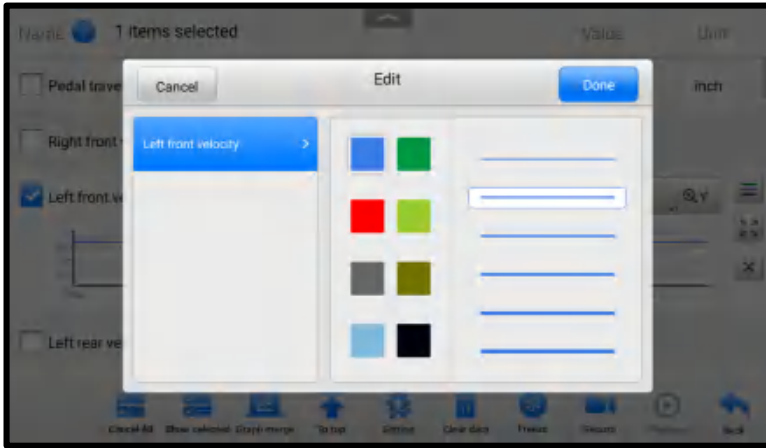 Name 1 items selected Value Unit
Cancel Edit Done
Pedal trave inch
Right front v
Left front velocity
Left front ve Y
Left rear ve
Cancel All Show selected Graph merge To top Setting Clear data Freeze Record Back